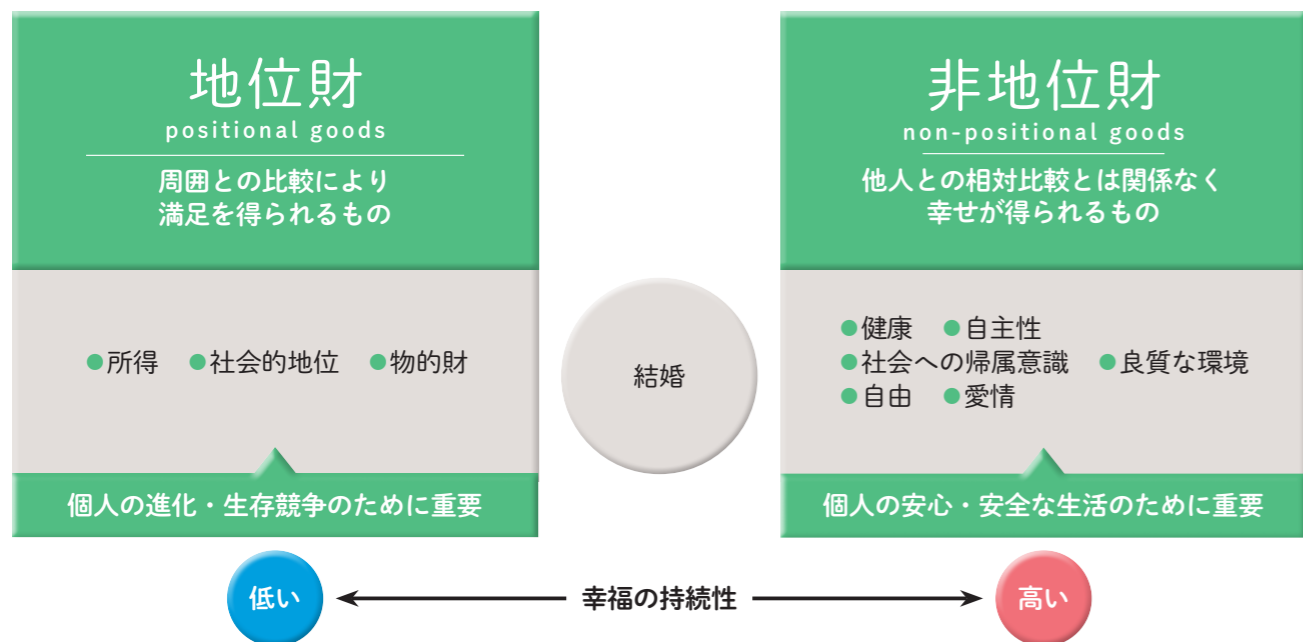 地位財
positional goods
周囲との比較により
満足を得られるもの
●所得 ●社会的地位 ●物的財
個人の進化・生存競争のために重要
結婚
非地位財
non-positional goods
他人との相対比較とは関係なく
幸せが得られるもの
●健康 ●自主性
●社会への帰属意識 ●良質な環境
●自由 ●愛情
個人の安心・安全な生活のために重要
低い 幸福の持続性 高い